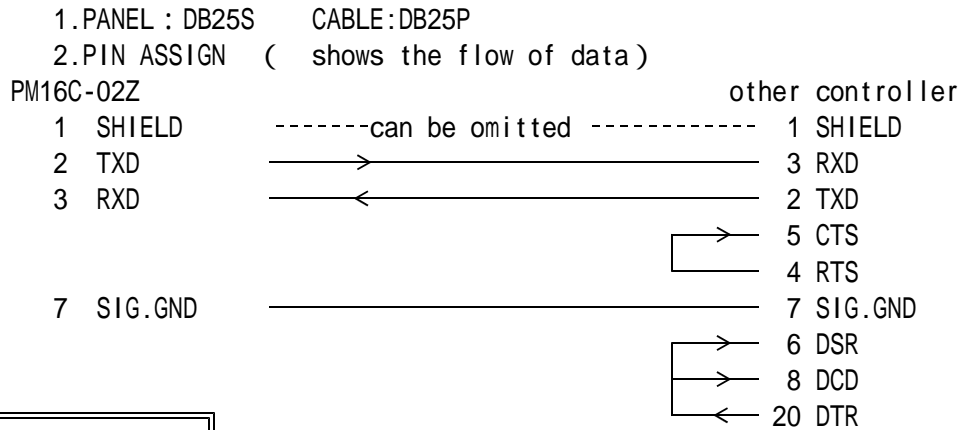 1.PANEL：DB25S CABLE:DB25P
2.PIN ASSIGN ( shows the flow of data)
PM16C-02Z other controller
1 SHIELD can be omitted 1 SHIELD
2 TXD 3 RXD
3 RXD 2 TXD
5 CTS
4 RTS
7 SIG.GND 7 SIG.GND
6 DSR
8 DCD
20 DTR